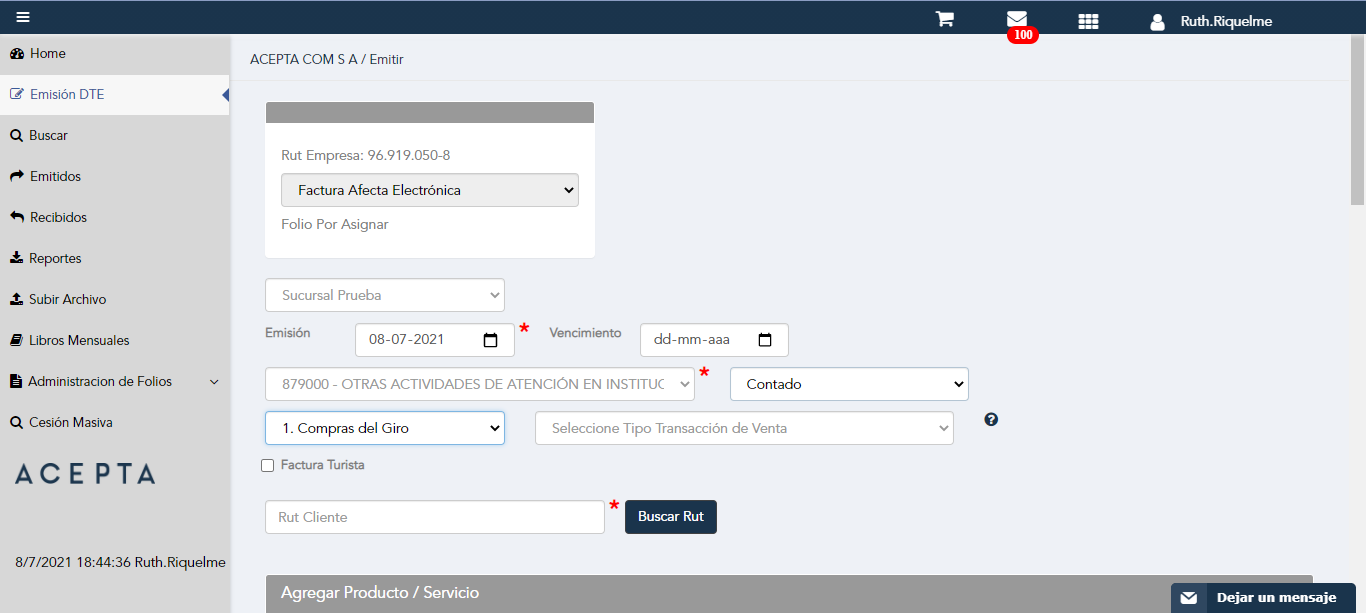 100
Ruth.Riquelme
Home
Emisión DTE
Buscar
Emitidos
Recibidos
Reportes
Subir Archivo
Libros Mensuales
Administracion de Folios
Cesión Masiva
ACEPTA
8/7/2021 18:44:36 Ruth.Riquelme
ACEPTA COM S A / Emitir
Rut Empresa: 96.919.050-8
Factura Afecta Electrónica
Folio Por Asignar
Sucursal Prueba
Emisión 08-07-2021 * Vencimiento dd-mm-aaa
879000 - OTRAS ACTIVIDADES DE ATENCIÓN EN INSTITUC * Contado
1. Compras del Giro Seleccione Tipo Transacción de Venta ?
Factura Turista
Rut Cliente * Buscar Rut
Agregar Producto / Servicio
Dejar un mensaje